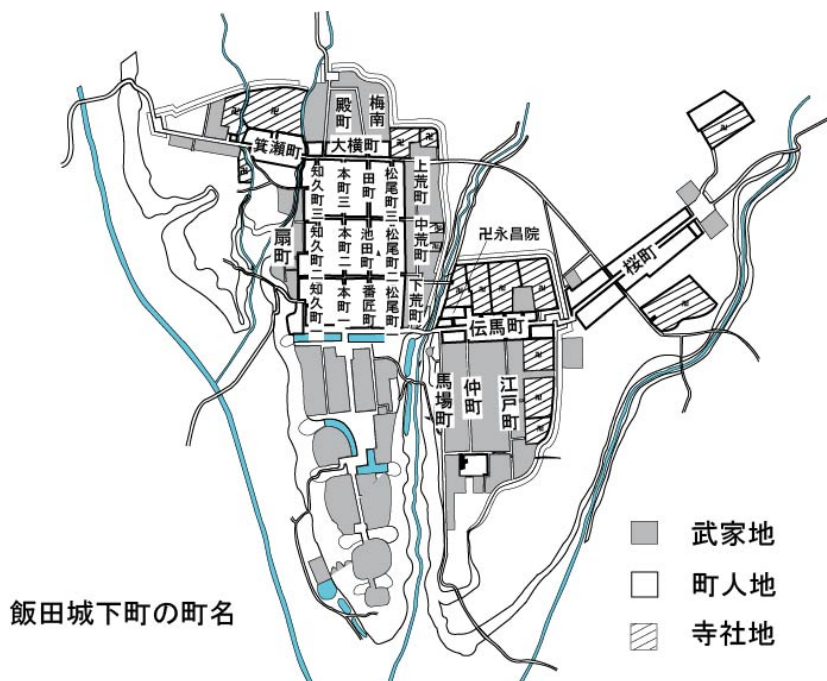 殿町
梅南
箕瀬町
大横町
上荒町
知久町三
本町三
田町
松尾町三
中荒町
卍永昌院
扇町
知久町二
本町二
池田町
松尾町二
桜町
下荒町
知久町一
本町一
番匠町
松尾町一
伝馬町
馬場町
仲町
江戸町
武家地
町人地
寺社地
飯田城下町の町名